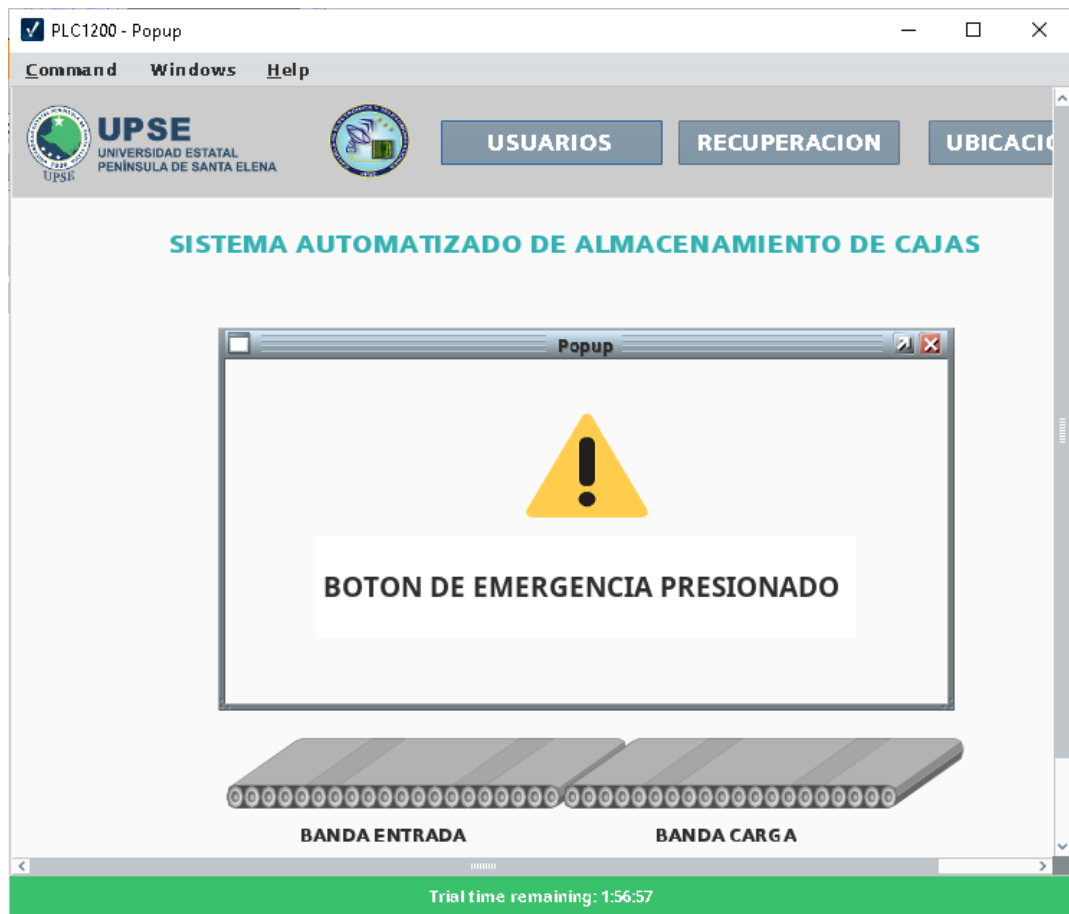 PLC1200 - Popup
Command Windows Help
UPSE
UNIVERSIDAD ESTATAL
PENÍNSULA DE SANTA ELENA
UPSE
USUARIOS
RECUPERACION
UBICACIO
SISTEMA AUTOMATIZADO DE ALMACENAMIENTO DE CAJAS
Popup
BOTON DE EMERGENCIA PRESIONADO
BANDA ENTRADA
BANDA CARGA
Trial time remaining: 1:56:57